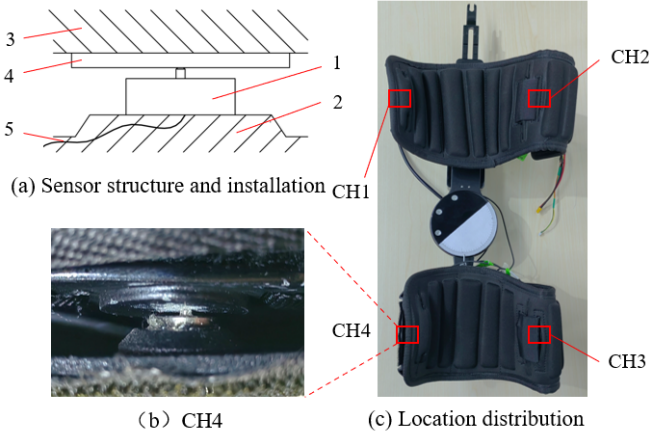 3
4
1
2
5
(a) Sensor structure and installation
CH2
CH1
CH4
CH3
（b）CH4
(c) Location distribution